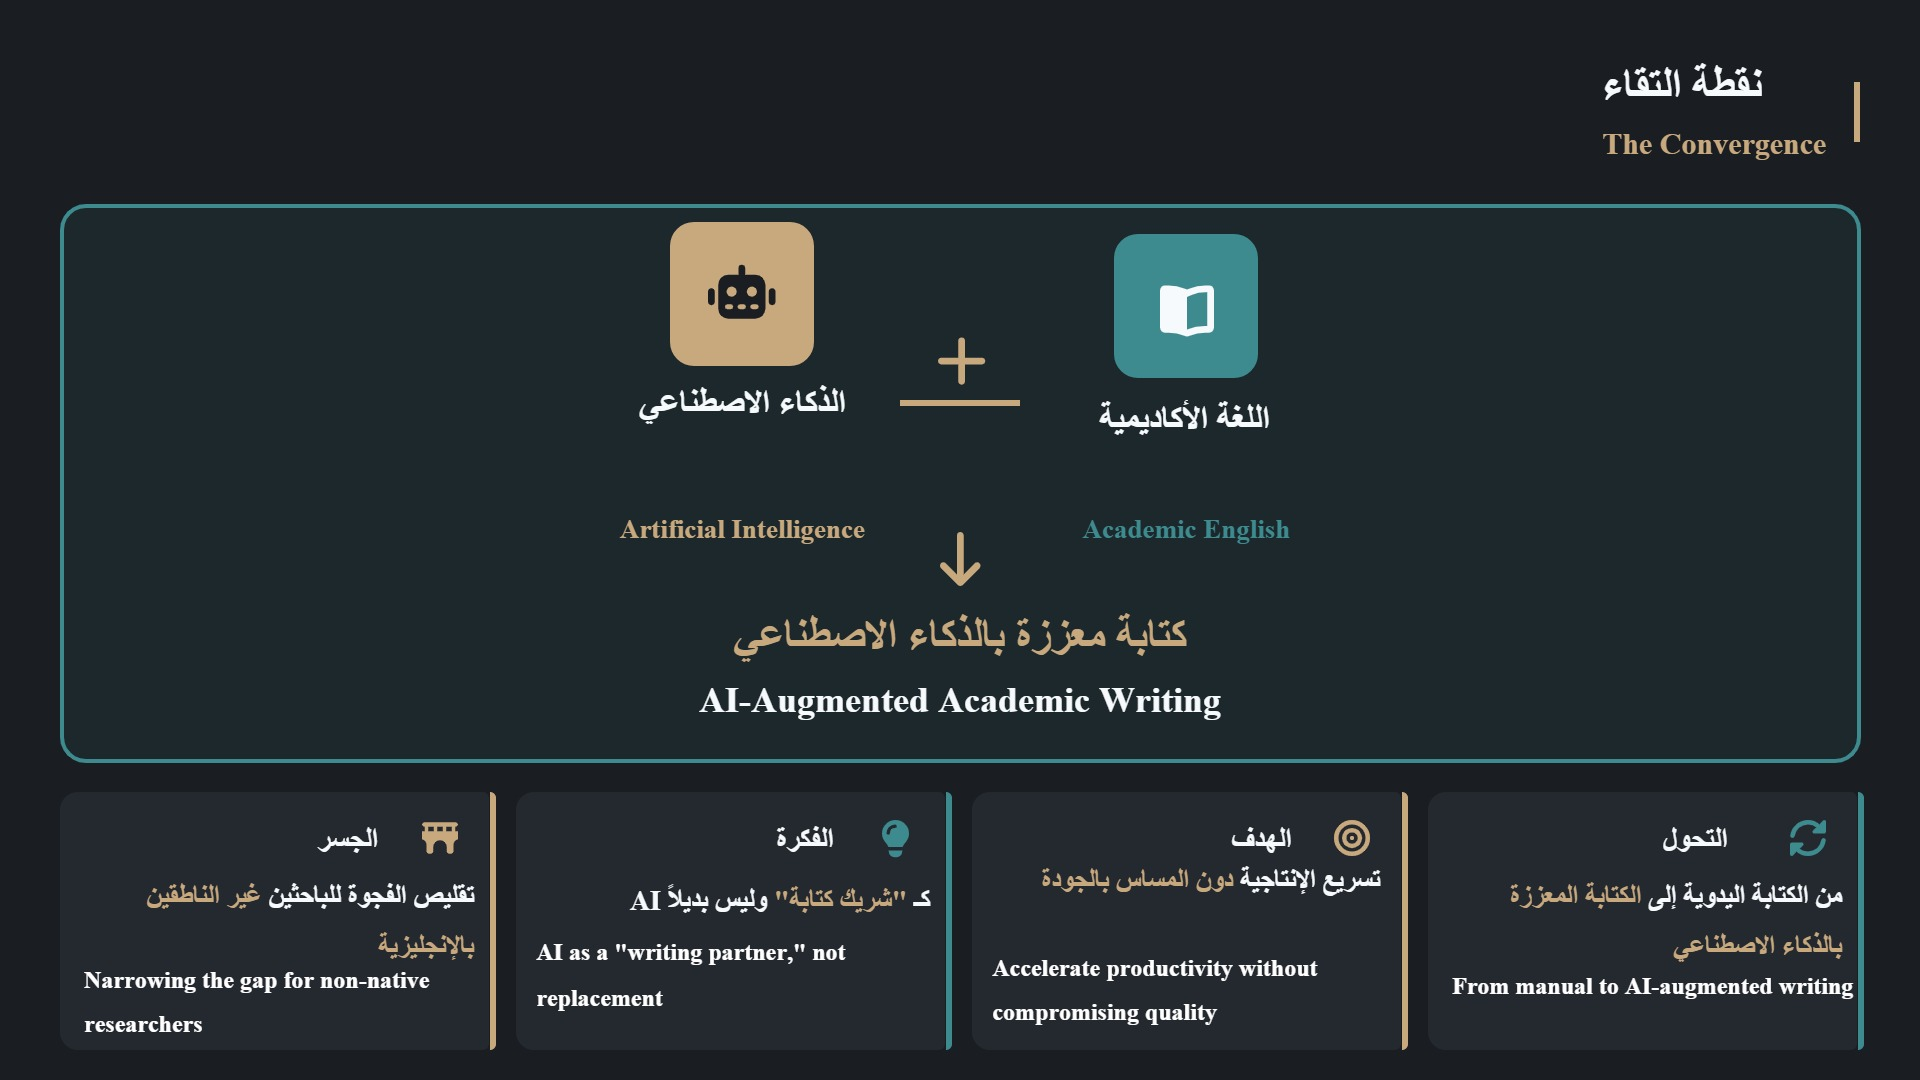 نقطة التقاء
The Convergence
اللغة الأكاديمية
Academic English
الذكاء الاصطناعي
Artificial Intelligence
كتابة معززة بالذكاء الاصطناعي
AI-Augmented Academic Writing
التحول
من الكتابة اليدوية إلى الكتابة المعززة
بالذكاء الاصطناعي
From manual to AI-augmented writing
الهدف
تسريع الإنتاجية دون المساس بالجودة
Accelerate productivity without
compromising quality
الفكرة
كـ "شريك كتابة" وليس بديلاً AI
AI as a "writing partner," not
replacement
الجسر
تقليص الفجوة للباحثين غير الناطقين
بالإنجليزية
Narrowing the gap for non-native
researchers